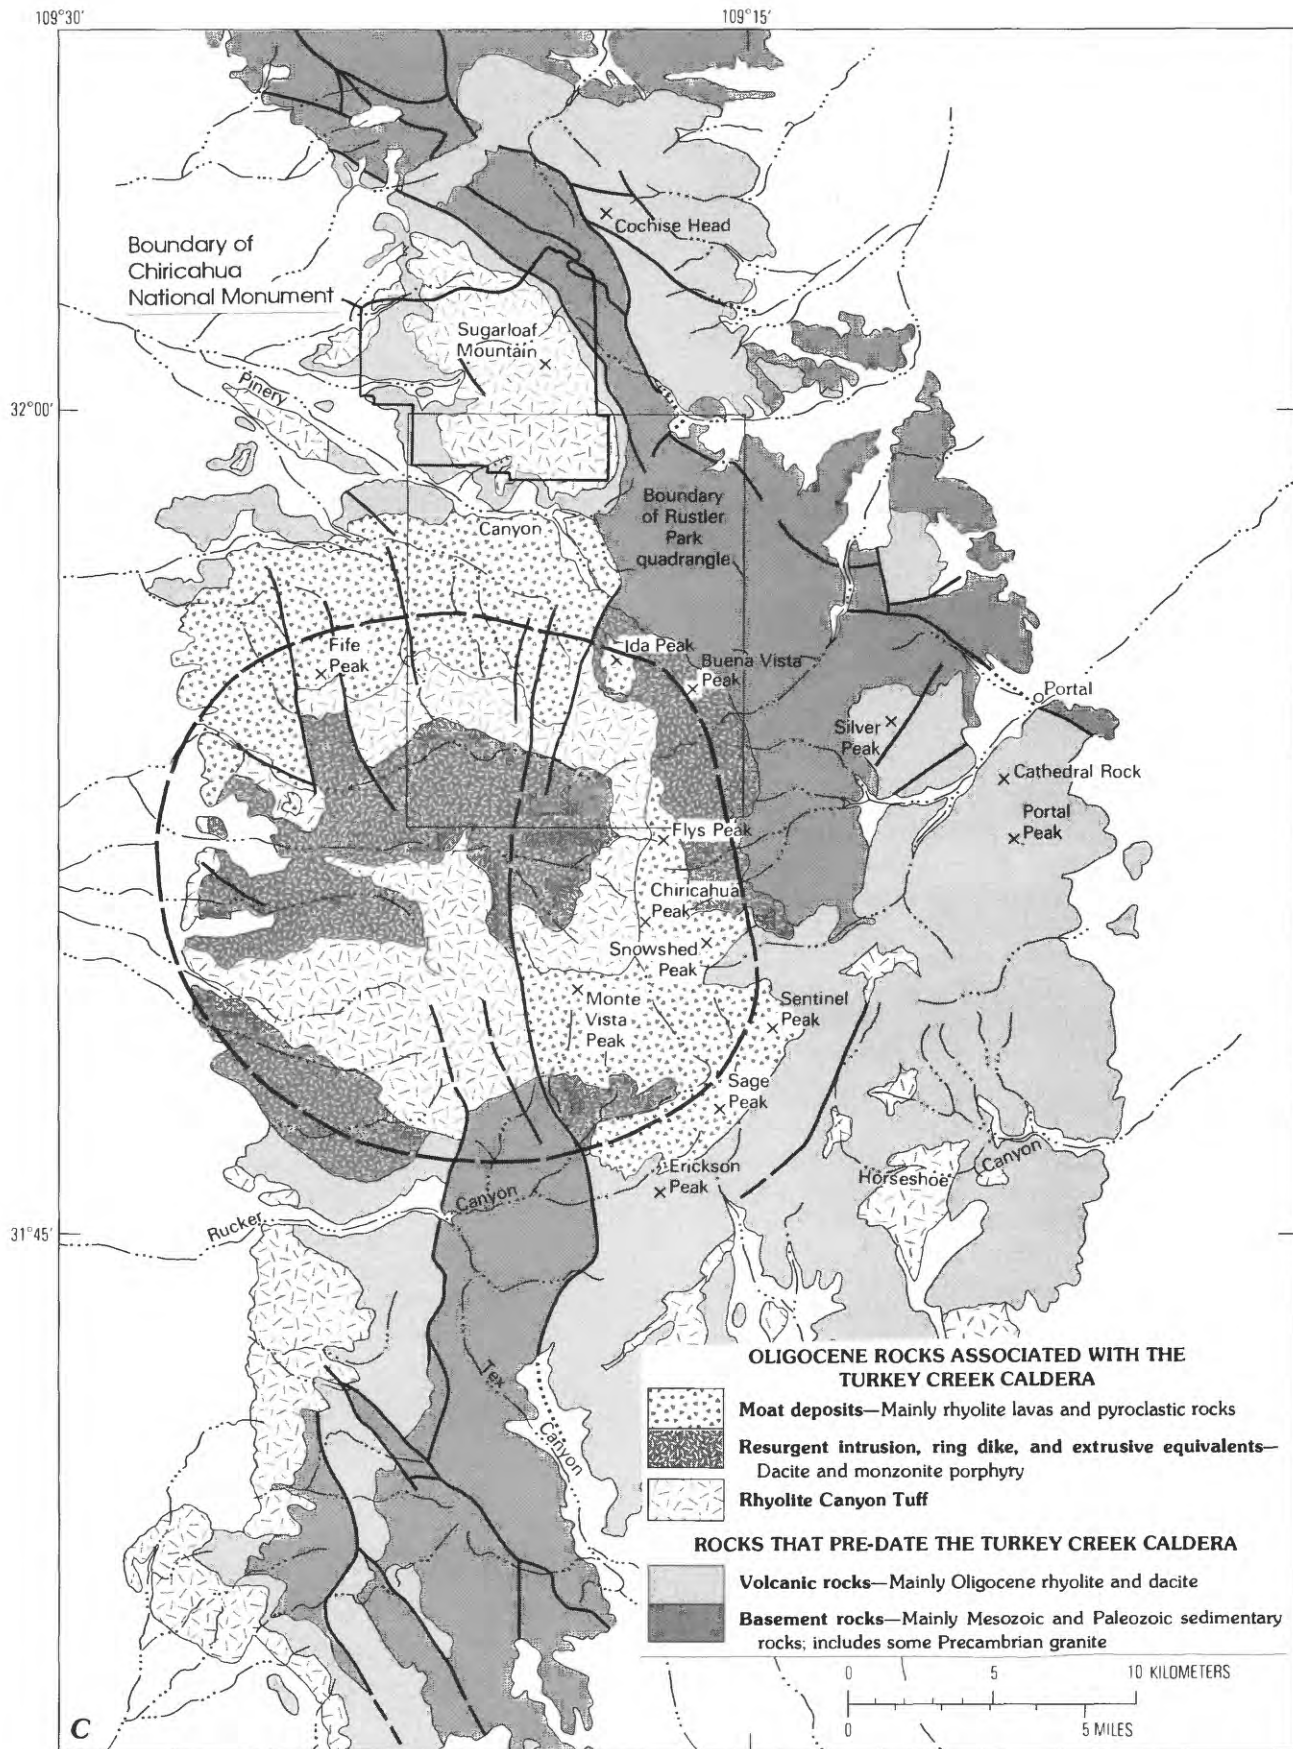 109°30'
109°15'
Cochise Head
Boundary of
Chiricahua
National Monument
Sugarloaf
Mountain
Pinery
32°00'
Canyon
Boundary
of Rustler
Park
quadrangle
Fife
Peak
Ida Peak
Buena Vista
Peak
Portal
Silver
Peak
Cathedral Rock
Portal
Peak
Flys Peak
Chiricahua
Peak
Snowshed
Peak
Monte
Vista
Peak
Sentinel
Peak
Sage
Peak
Erickson
Peak
Canyon
Horseshoe
Canyon
Rucker
31°45'
Tex
Canyon
OLIGOCENE ROCKS ASSOCIATED WITH THE
TURKEY CREEK CALDERA
Moat deposits—Mainly rhyolite lavas and pyroclastic rocks
Resurgent intrusion, ring dike, and extrusive equivalents—
Dacite and monzonite porphyry
Rhyolite Canyon Tuff
ROCKS THAT PRE-DATE THE TURKEY CREEK CALDERA
Volcanic rocks—Mainly Oligocene rhyolite and dacite
Basement rocks—Mainly Mesozoic and Paleozoic sedimentary
rocks; includes some Precambrian granite
0 5 10 KILOMETERS
0 5 MILES
C